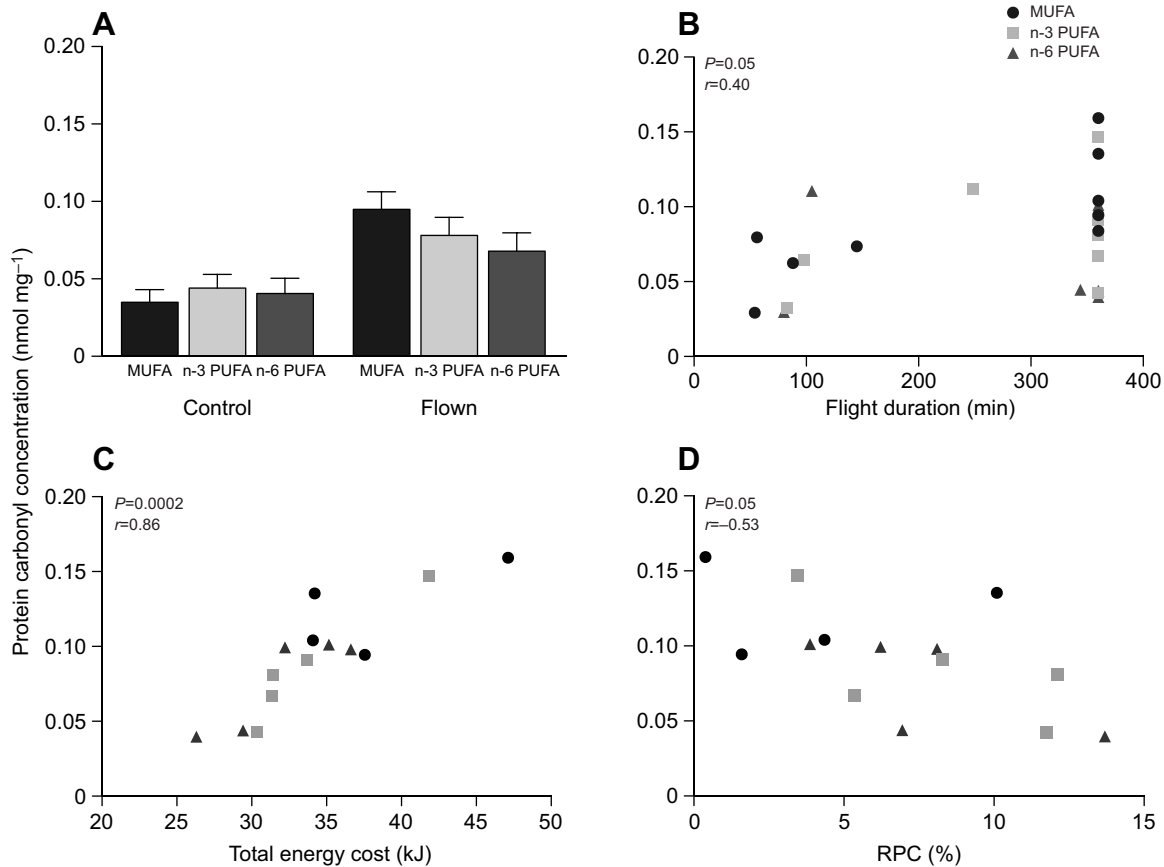 Protein carbonyl concentration (nmol mg⁻¹)
A
0.20
0.15
0.10
0.05
0
MUFA n-3 PUFA n-6 PUFA MUFA n-3 PUFA n-6 PUFA
Control Flown
B
MUFA
n-3 PUFA
n-6 PUFA
P=0.05
r=0.40
0.20
0.15
0.10
0.05
0
0 100 200 300 400
Flight duration (min)
C
P=0.0002
r=0.86
0.20
0.15
0.10
0.05
0
20 25 30 35 40 45 50
Total energy cost (kJ)
D
P=0.05
r=–0.53
0.20
0.15
0.10
0.05
0
0 5 10 15
RPC (%)